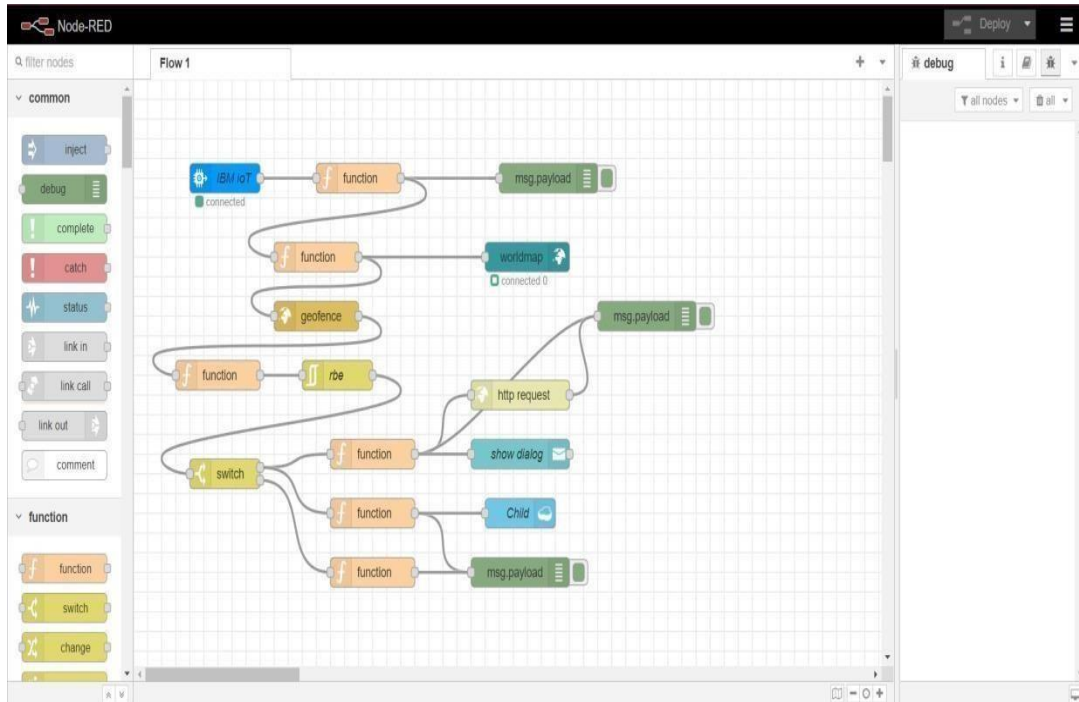 Node-RED
Deploy
filter nodes
Flow 1
debug
i
all nodes
all
common
inject
debug
complete
catch
status
link in
link call
link out
comment
function
function
switch
change
IBM IoT
connected
function
msg.payload
function
worldmap
connected 0
geofence
msg.payload
function
rbe
http request
function
show dialog
switch
function
Child
function
msg.payload